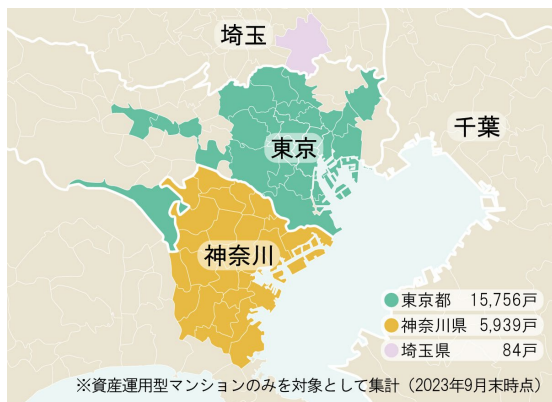 埼玉
東京
千葉
神奈川
東京都 15,756戸
神奈川県 5,939戸
埼玉県 84戸
※資産運用型マンションのみを対象として集計（2023年9月末時点）